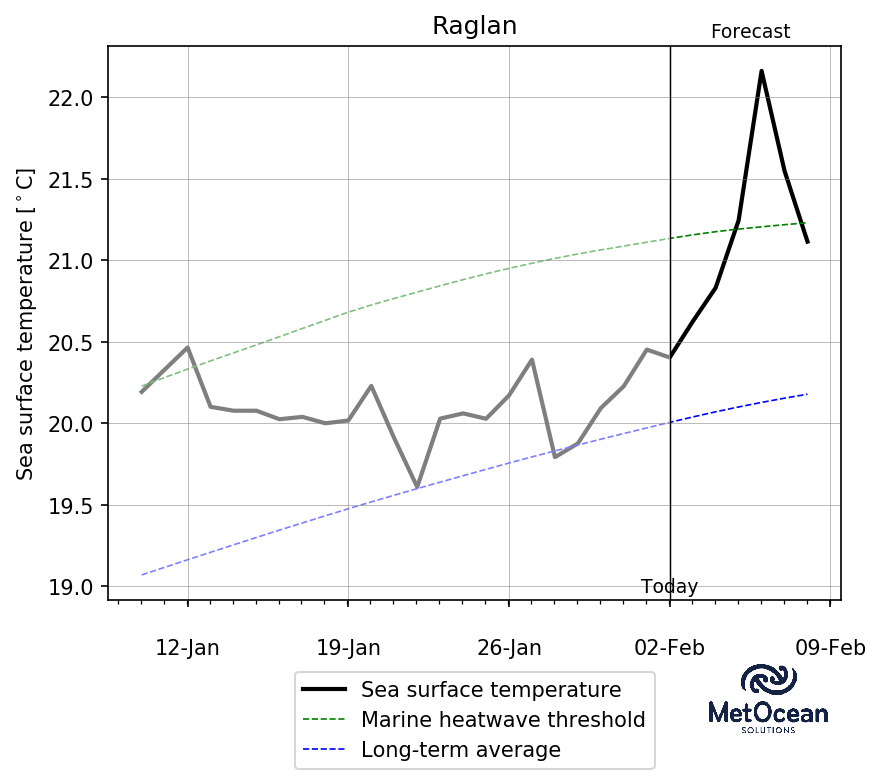 Raglan
Forecast
Sea surface temperature [°C]
22.0
21.5
21.0
20.5
20.0
19.5
19.0
Today
12-Jan
19-Jan
26-Jan
02-Feb
09-Feb
Sea surface temperature
Marine heatwave threshold
Long-term average
MetOcean
SOLUTIONS